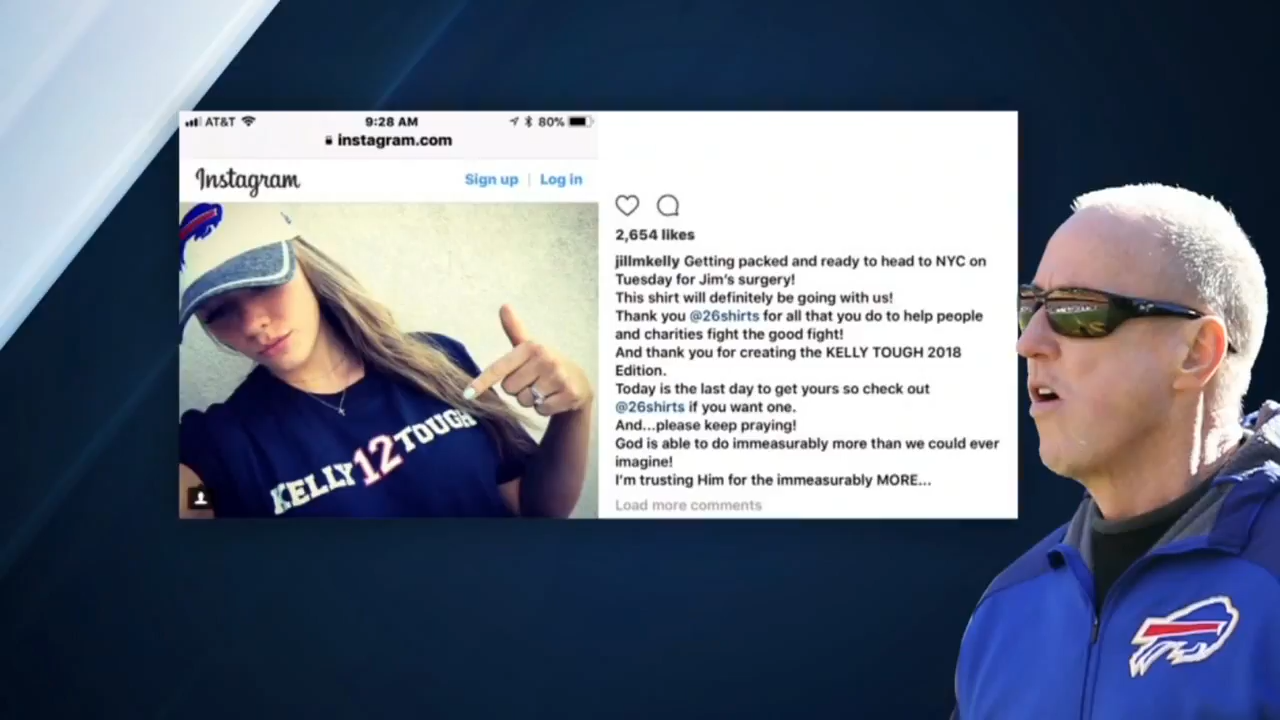 AT&T 9:28 AM 80%
instagram.com
Instagram Sign up | Log in
KELLY12TOUGH
2,654 likes
jillmkelly Getting packed and ready to head to NYC on
Tuesday for Jim's surgery!
This shirt will definitely be going with us!
Thank you @26shirts for all that you do to help people
and charities fight the good fight!
And thank you for creating the KELLY TOUGH 2018
Edition.
Today is the last day to get yours so check out
@26shirts if you want one.
And...please keep praying!
God is able to do immeasurably more than we could ever
imagine!
I'm trusting Him for the immeasurably MORE...
Load more comments